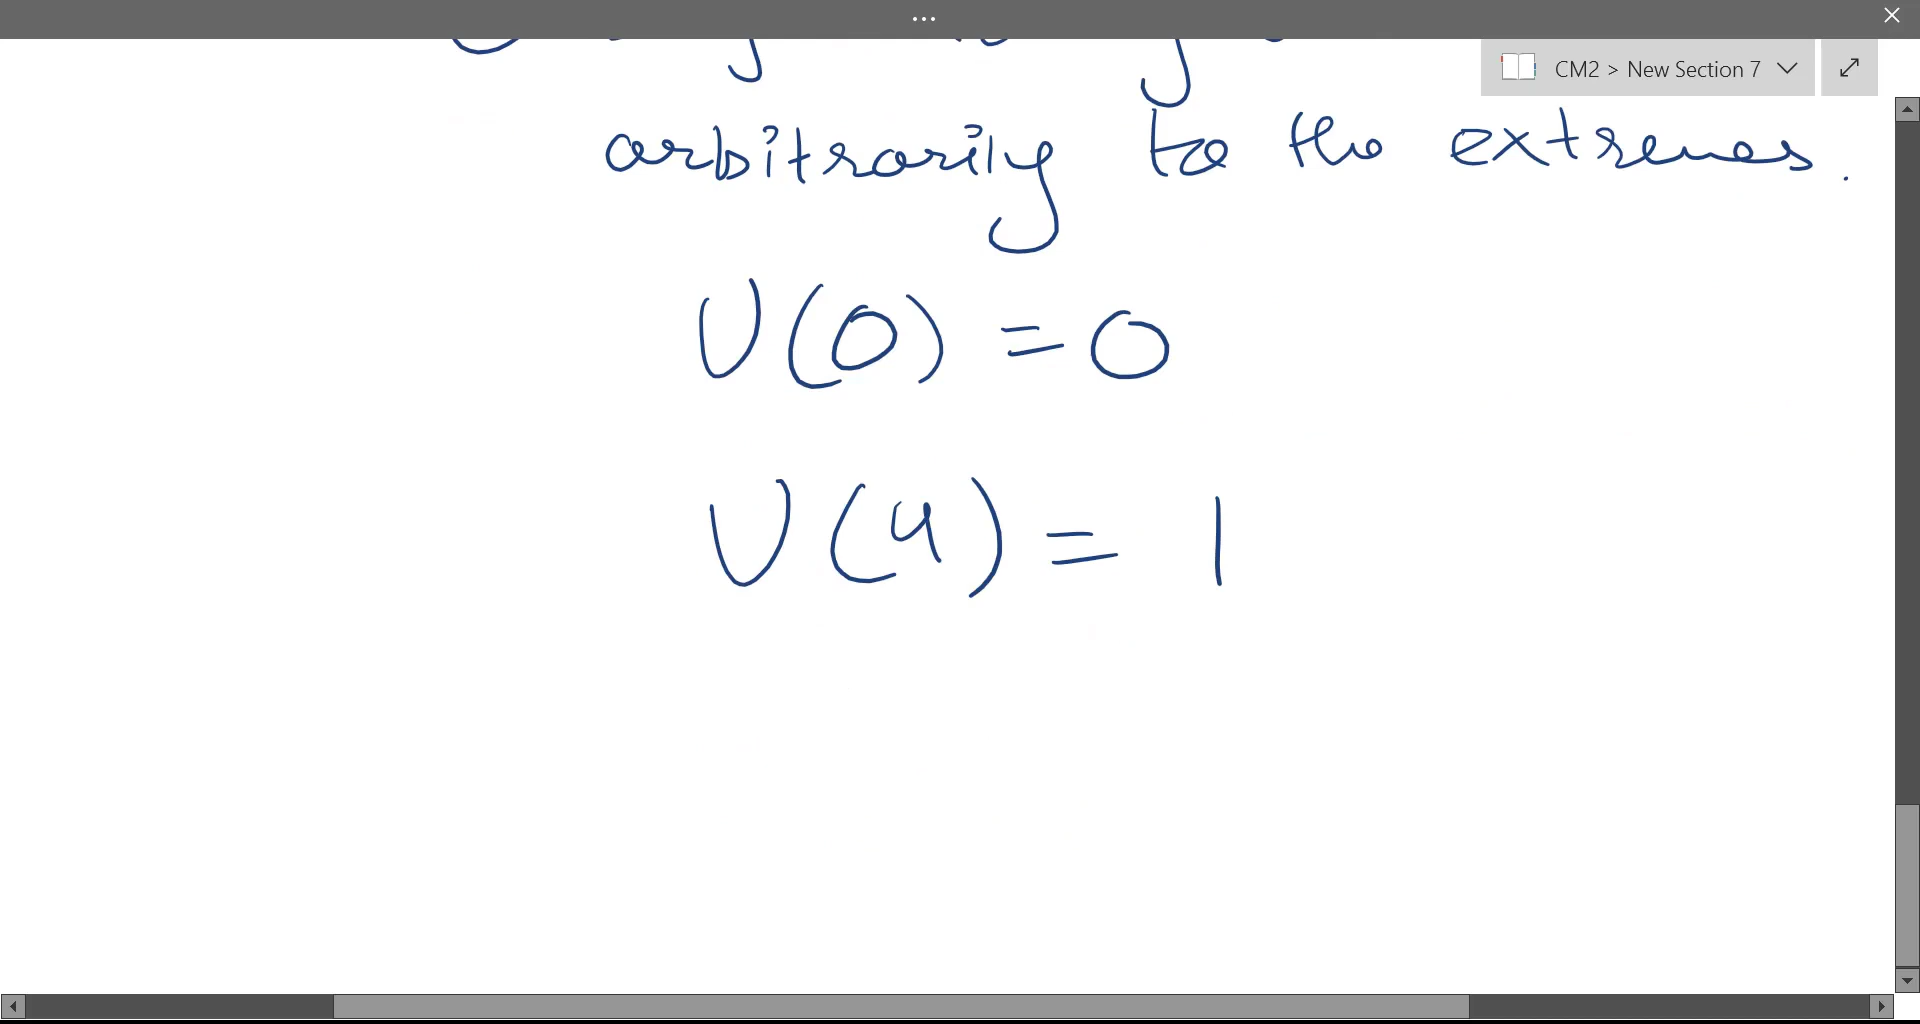 CM2 > New Section 7
arbitrarily to the extremes.
U(0) = 0
U(4) = 1